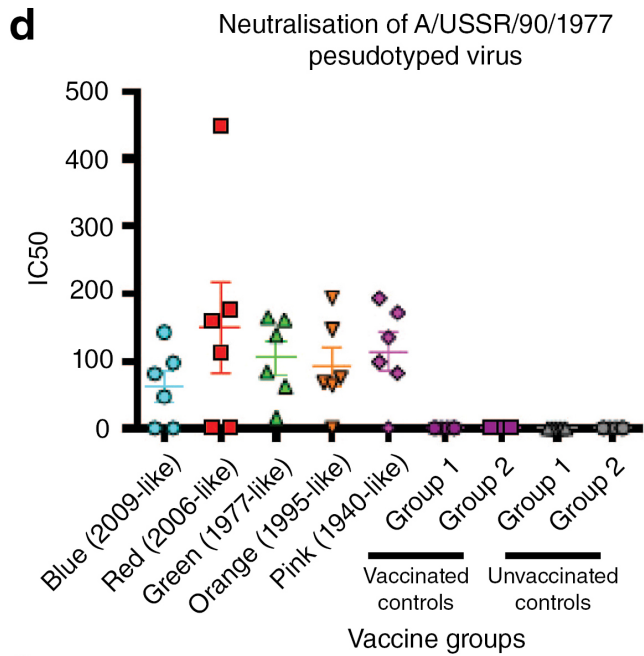 d
Neutralisation of A/USSR/90/1977
pesudotyped virus
500
400
300
200
100
0
IC50
Blue (2009-like)
Red (2006-like)
Green (1977-like)
Orange (1995-like)
Pink (1940-like)
Group 1
Group 2
Group 1
Group 2
Vaccinated
controls
Unvaccinated
controls
Vaccine groups